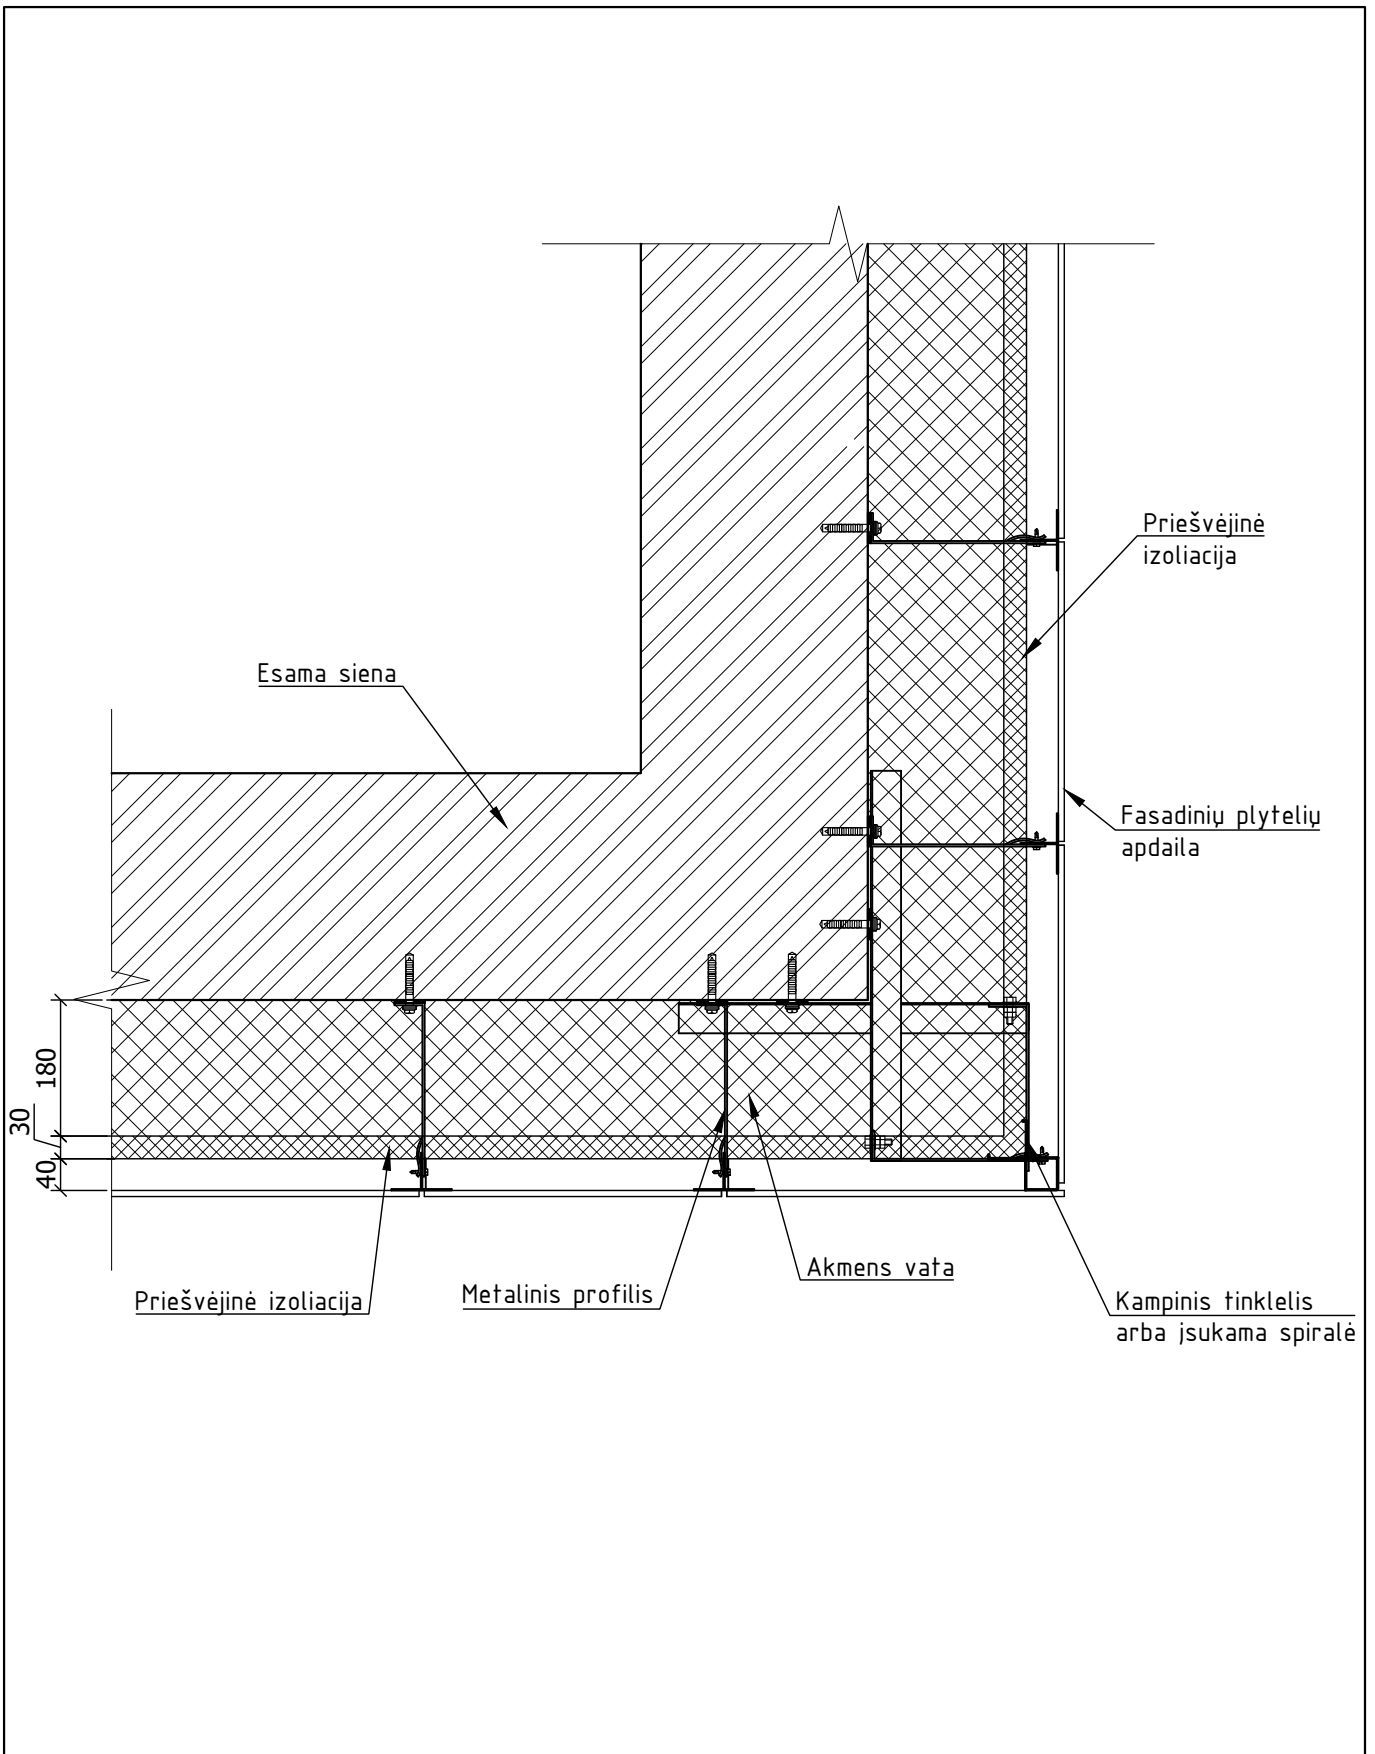 Priešvėjinė
izoliacija
Esama siena
Fasadinių plytelių
apdaila
180
30
40
Akmens vata
Metalinis profilis
Priešvėjinė izoliacija
Kampinis tinklelis
arba įsukama spiralė